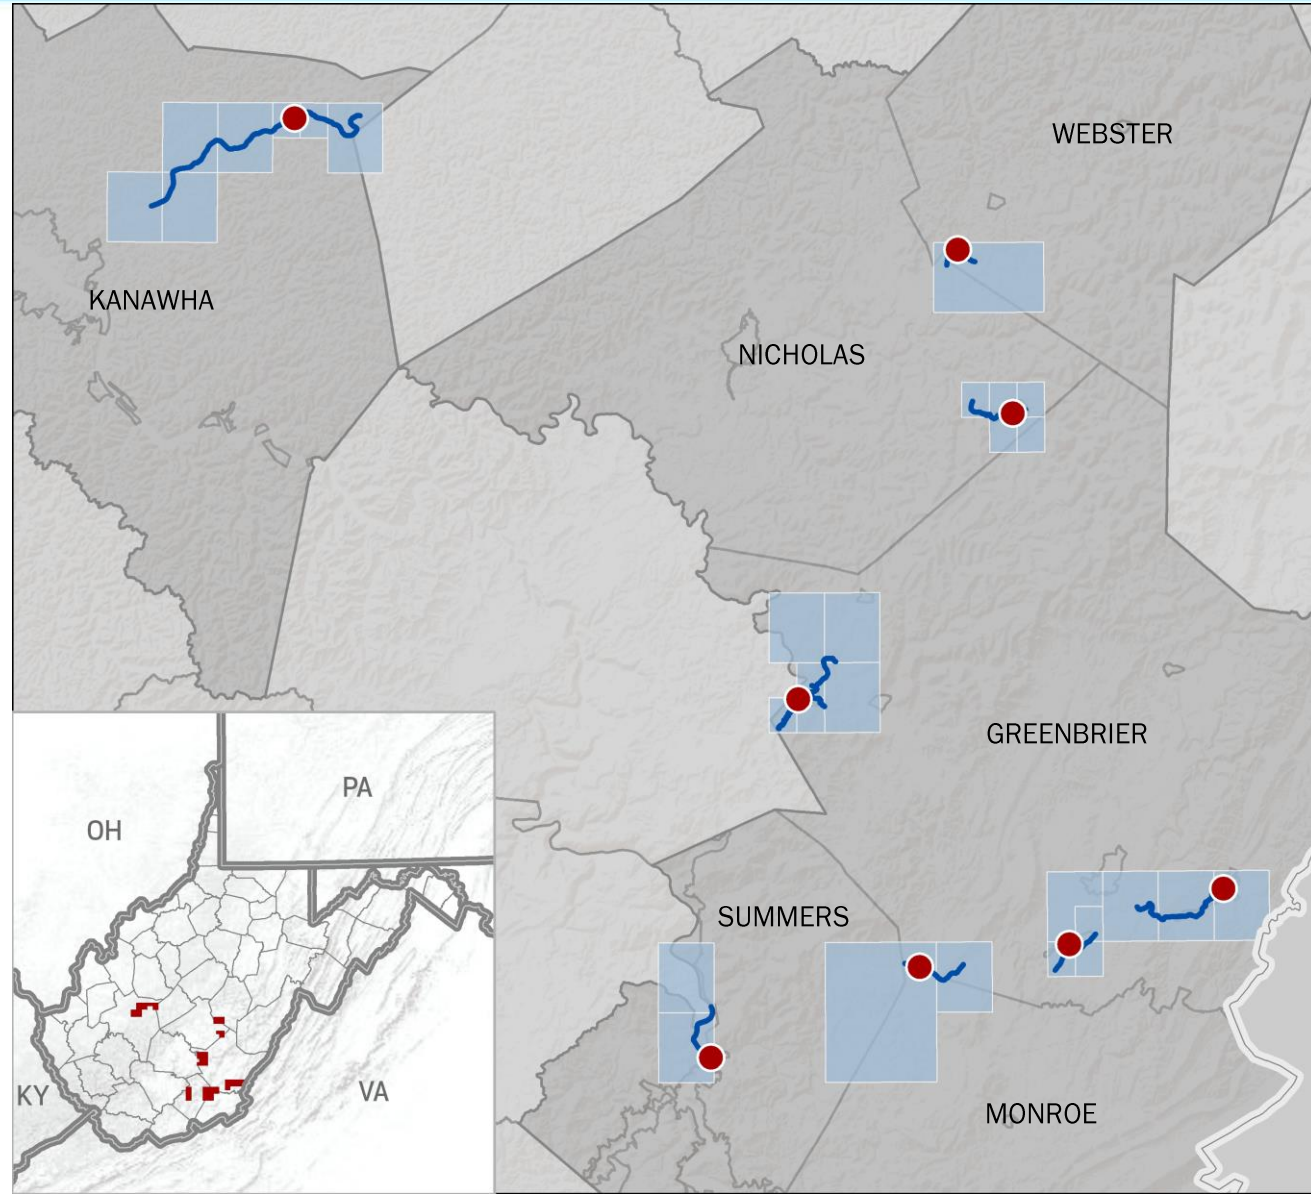 WEBSTER
KANAWHA
NICHOLAS
GREENBRIER
PA
OH
SUMMERS
KY
VA
MONROE